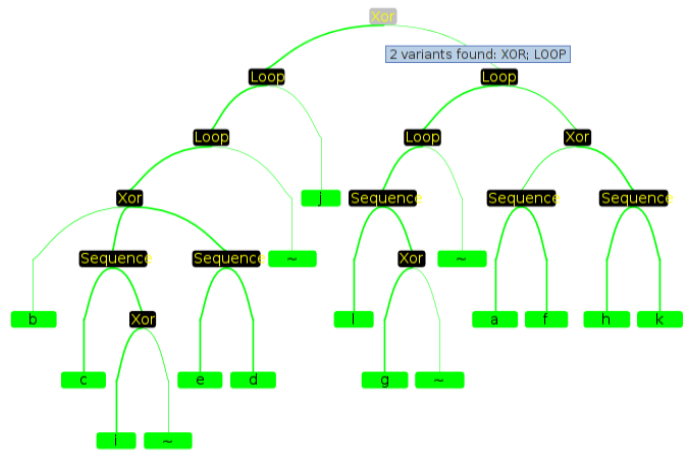 Xor
2 variants found: XOR; LOOP
Loop
Loop
Loop
Loop
Xor
Xor
j
Sequence
Sequence
Sequence
Sequence
Sequence
~
Xor
~
b
Xor
l
a
f
h
k
c
e
d
g
~
i
~